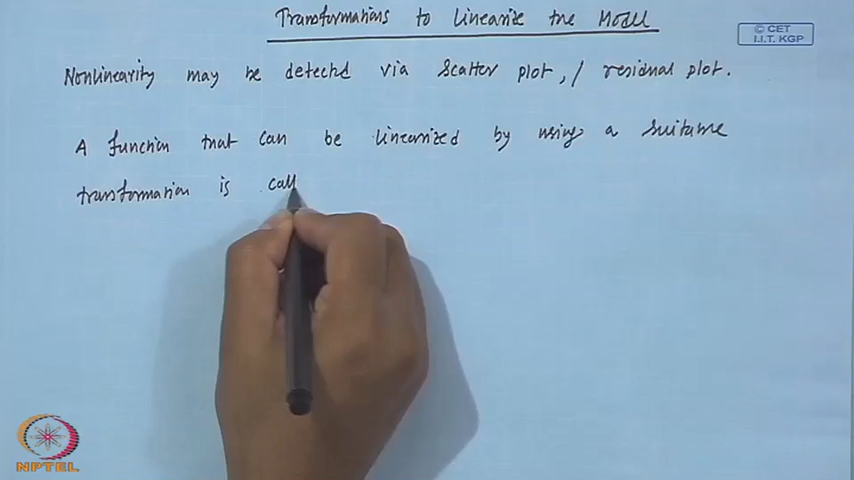 Transformations to linearize the Model
© CET
I.I.T. KGP
Nonlinearity may be detected via scatter plot, / residual plot.
A function that can be linearized by using a suitable
transformation is call
NPTEL